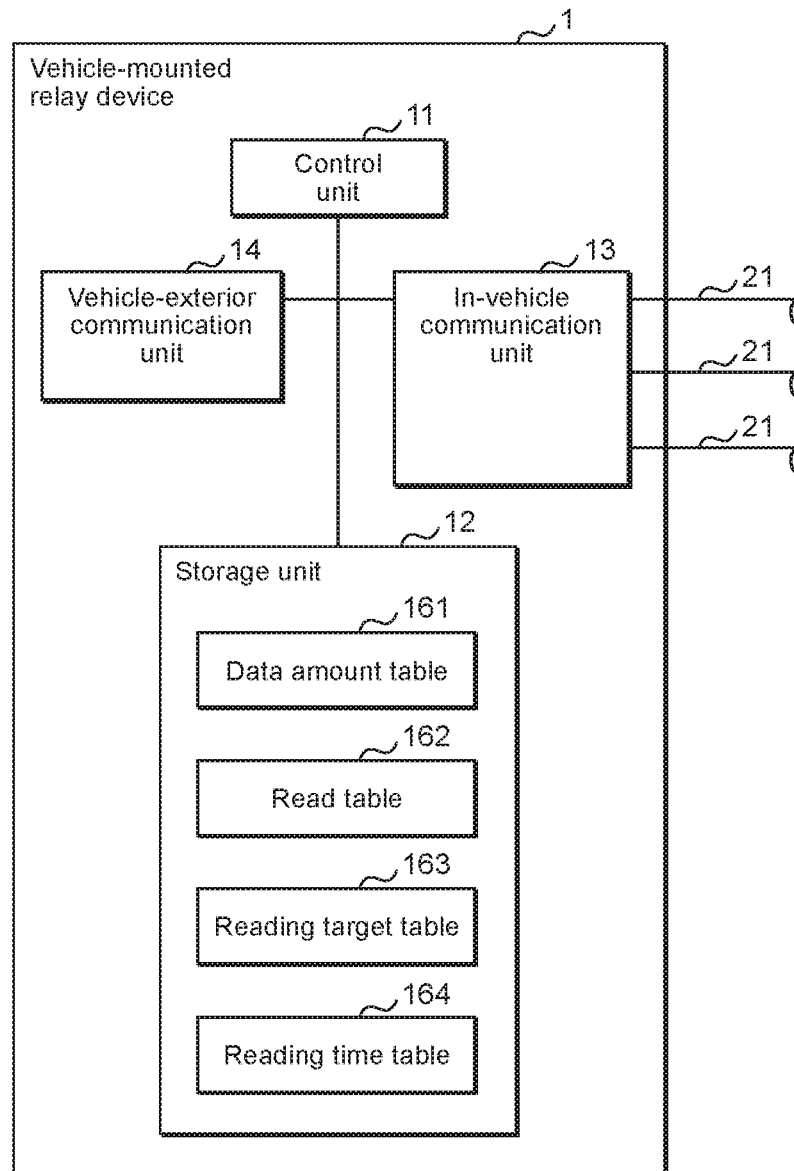 1
Vehicle-mounted
relay device
11
Control
unit
14
Vehicle-exterior
communication
unit
13
In-vehicle
communication
unit
21
21
21
12
Storage unit
161
Data amount table
162
Read table
163
Reading target table
164
Reading time table